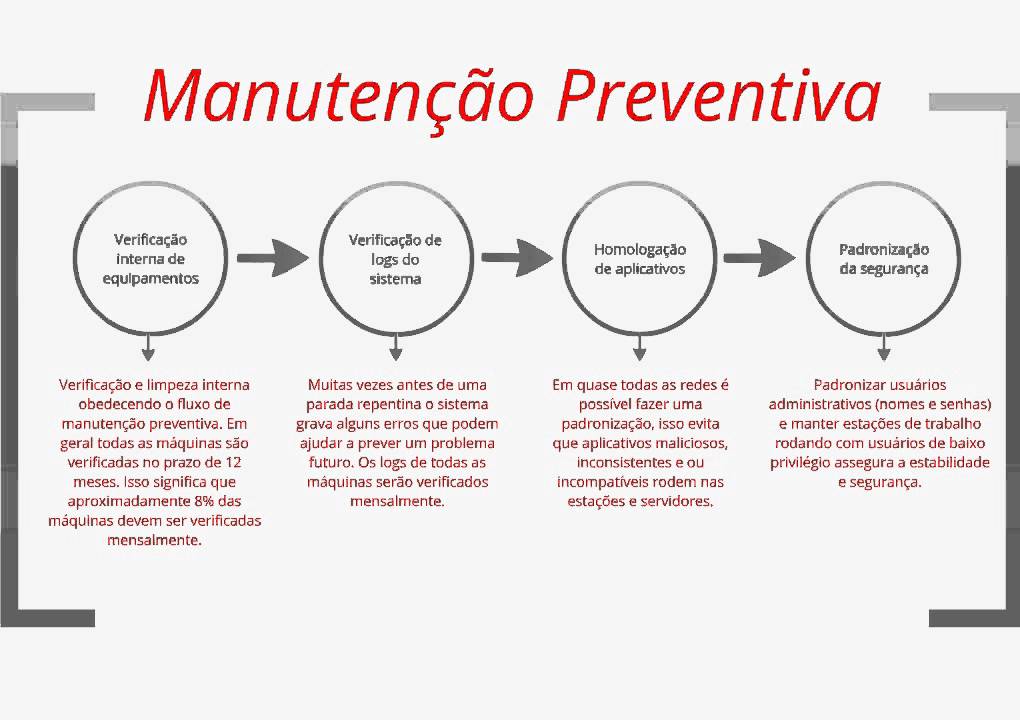 Manutenção Preventiva
Verificação
interna de
equipamentos
Verificação de
logs do
sistema
Homologação
de aplicativos
Padronização
da segurança
Verificação e limpeza interna
obedecendo o fluxo de
manutenção preventiva. Em
geral todas as máquinas são
verificadas no prazo de 12
meses. Isso significa que
aproximadamente 8% das
máquinas devem ser verificadas
mensalmente.
Muitas vezes antes de uma
parada repentina o sistema
grava alguns erros que podem
ajudar a prever um problema
futuro. Os logs de todas as
máquinas serão verificados
mensalmente.
Em quase todas as redes é
possível fazer uma
padronização, isso evita
que aplicativos maliciosos,
inconsistentes e ou
incompatíveis rodem nas
estações e servidores.
Padronizar usuários
administrativos (nomes e senhas)
e manter estações de trabalho
rodando com usuários de baixo
privilégio assegura a estabilidade
e segurança.